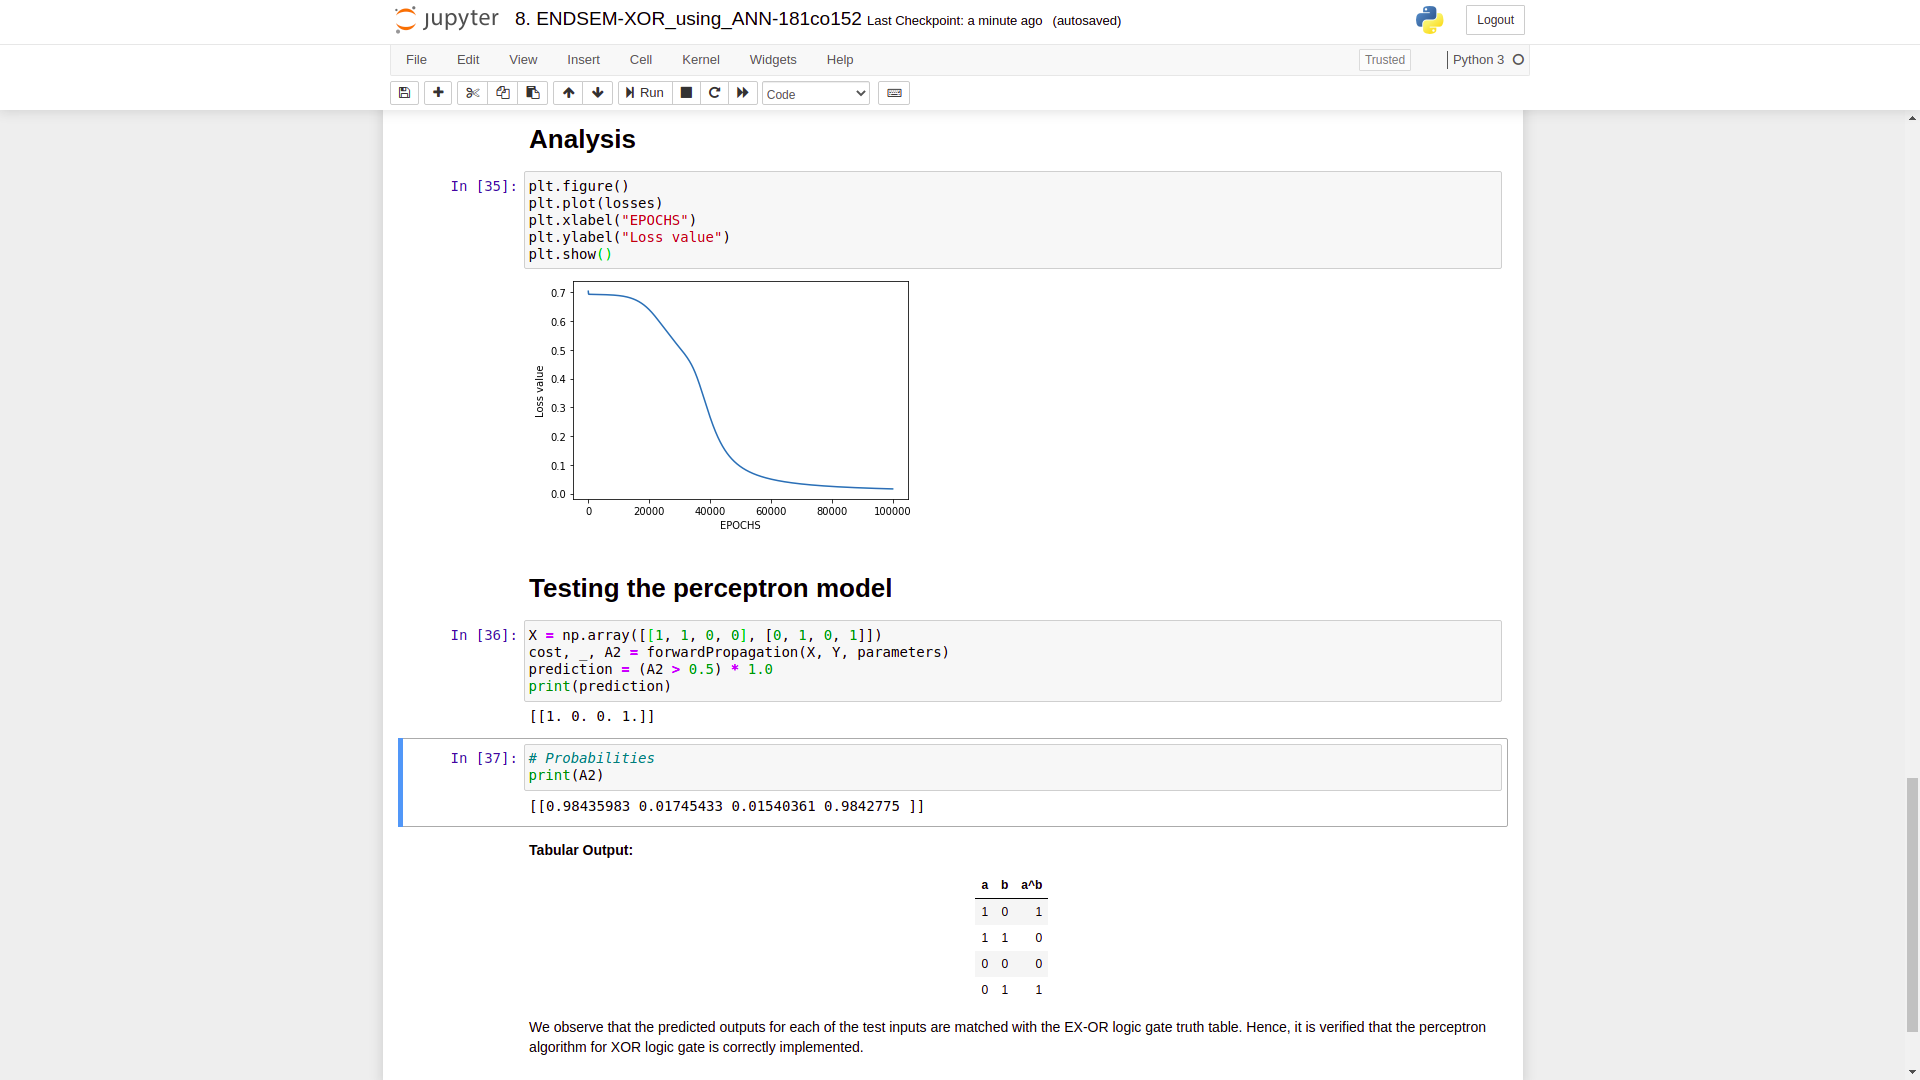 jupyter 8. ENDSEM-XOR_using_ANN-181co152 Last Checkpoint: a minute ago (autosaved) Logout
File Edit View Insert Cell Kernel Widgets Help Trusted Python 3
Run Code
Analysis
In [35]: plt.figure()
plt.plot(losses)
plt.xlabel("EPOCHS")
plt.ylabel("Loss value")
plt.show()
0.7
0.6
0.5
0.4
0.3
0.2
0.1
0.0
Loss value
0 20000 40000 60000 80000 100000
EPOCHS
Testing the perceptron model
In [36]: X = np.array([[1, 1, 0, 0], [0, 1, 0, 1]])
cost, _, A2 = forwardPropagation(X, Y, parameters)
prediction = (A2 > 0.5) * 1.0
print(prediction)
[[1. 0. 0. 1.]]
In [37]: # Probabilities
print(A2)
[[0.98435983 0.01745433 0.01540361 0.9842775 ]]
Tabular Output:
a b a^b
1 0 1
1 1 0
0 0 0
0 1 1
We observe that the predicted outputs for each of the test inputs are matched with the EX-OR logic gate truth table. Hence, it is verified that the perceptron
algorithm for XOR logic gate is correctly implemented.